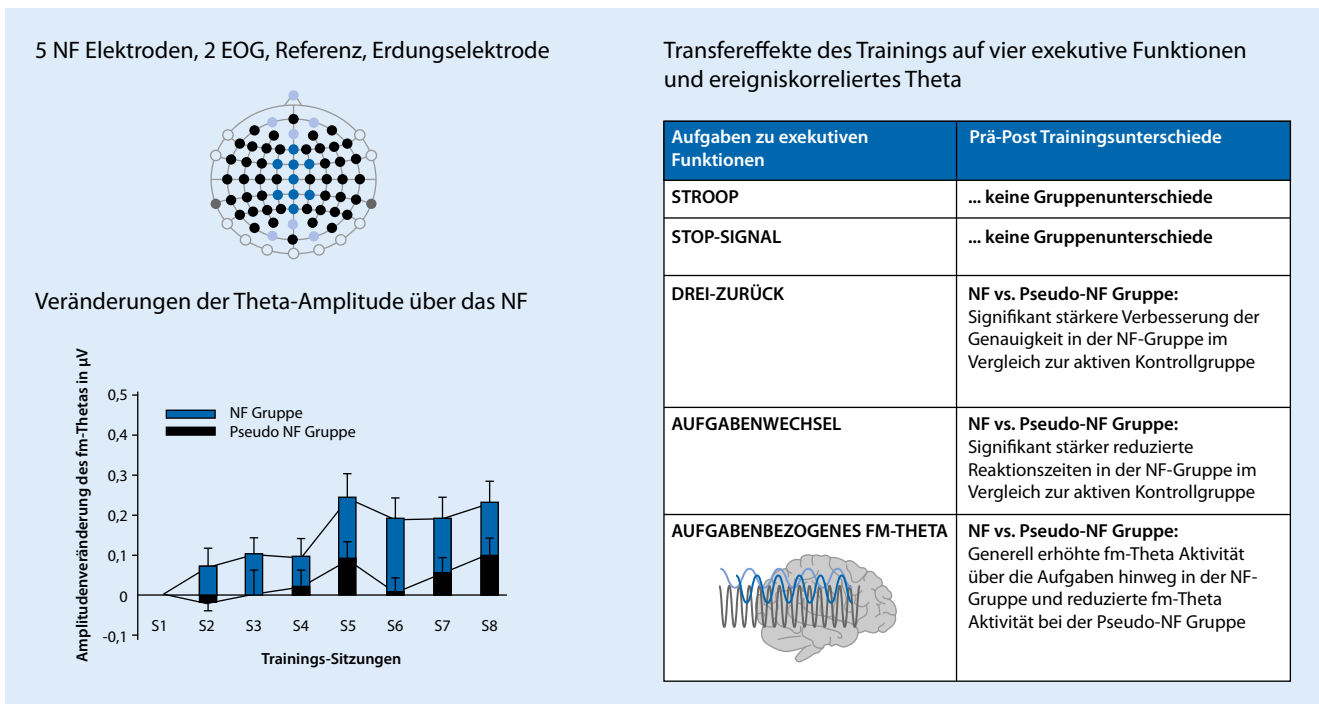 5 NF Elektroden, 2 EOG, Referenz, Erdungselektrode
Veränderungen der Theta-Amplitude über das NF
Amplitudenveränderung des fm-Thetas in µV
0,5
0,4
0,3
0,2
0,1
0
-0,1
NF Gruppe
Pseudo NF Gruppe
S1 S2 S3 S4 S5 S6 S7 S8
Trainings-Sitzungen
Transfereffekte des Trainings auf vier exekutive Funktionen
und ereigniskorreliertes Theta
Aufgaben zu exekutiven
Funktionen
Prä-Post Trainingsunterschiede
STROOP
... keine Gruppenunterschiede
STOP-SIGNAL
... keine Gruppenunterschiede
DREI-ZURÜCK
NF vs. Pseudo-NF Gruppe:
Signifikant stärkere Verbesserung der
Genauigkeit in der NF-Gruppe im
Vergleich zur aktiven Kontrollgruppe
AUFGABENWECHSEL
NF vs. Pseudo-NF Gruppe:
Signifikant stärker reduzierte
Reaktionszeiten in der NF-Gruppe im
Vergleich zur aktiven Kontrollgruppe
AUFGABENBEZOGENES FM-THETA
NF vs. Pseudo-NF Gruppe:
Generell erhöhte fm-Theta Aktivität
über die Aufgaben hinweg in der NF-
Gruppe und reduzierte fm-Theta
Aktivität bei der Pseudo-NF Gruppe